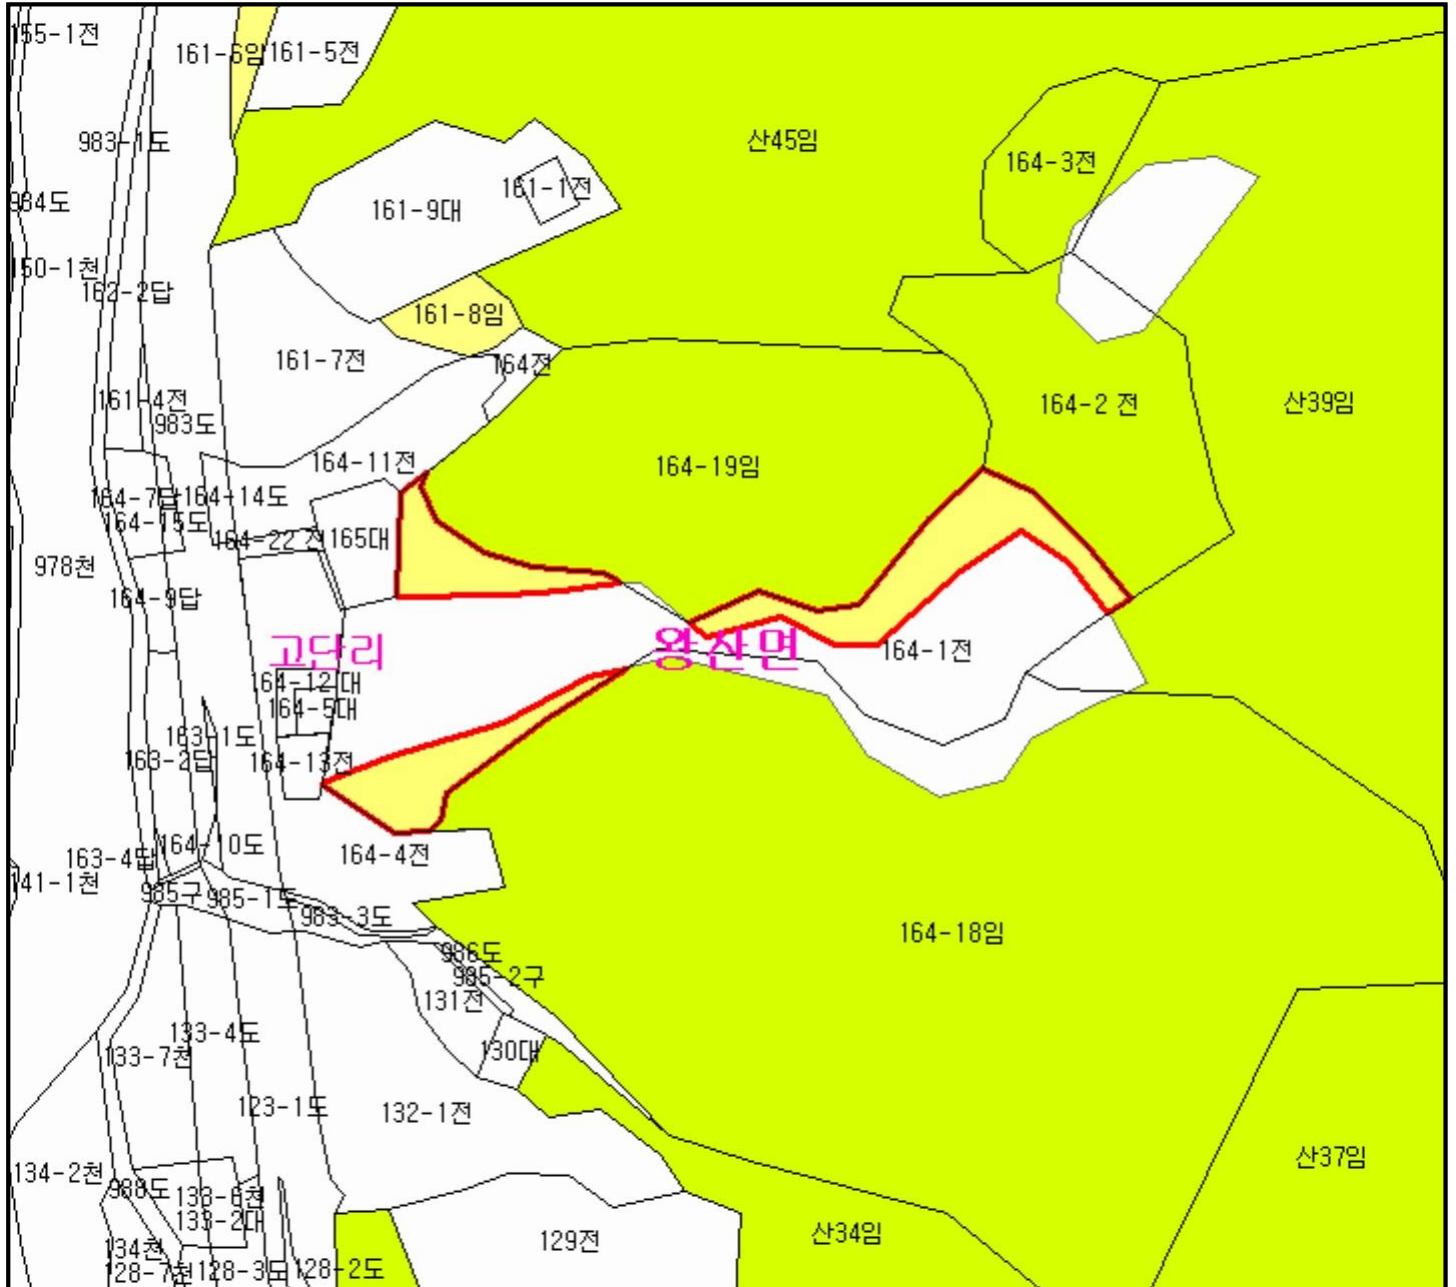 155-1전
161-6임
161-5전
산45임
983-1도
164-3전
984도
161-9대
161-1전
150-1천
162-2답
161-8임
161-7전
164전
161-4전
983도
164-2 전
산39임
164-11전
164-19임
164-7답
164-14도
164-15도
164-22 전
165대
978천
164-9답
고단리
왕산면
164-1전
164-12대
164-5대
163-1도
163-2답
164-13전
163-4답
164-10도
164-4전
141-1천
985구
985-1도
983-3도
164-18임
986도
985-2구
131전
133-4도
133-7천
130대
123-1도
132-1전
134-2천
산37임
988도
133-6천
133-2대
134천
129전
산34임
128-7천
128-3도
128-2도